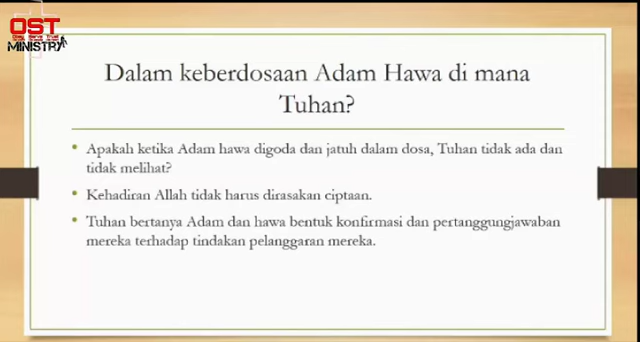 OST
MINISTRY
Dalam keberdosaan Adam Hawa di mana
Tuhan?
• Apakah ketika Adam hawa digoda dan jatuh dalam dosa, Tuhan tidak ada dan
tidak melihat?
• Kehadiran Allah tidak harus dirasakan ciptaan.
• Tuhan bertanya Adam dan hawa bentuk konfirmasi dan pertanggungjawaban
mereka terhadap tindakan pelanggaran mereka.